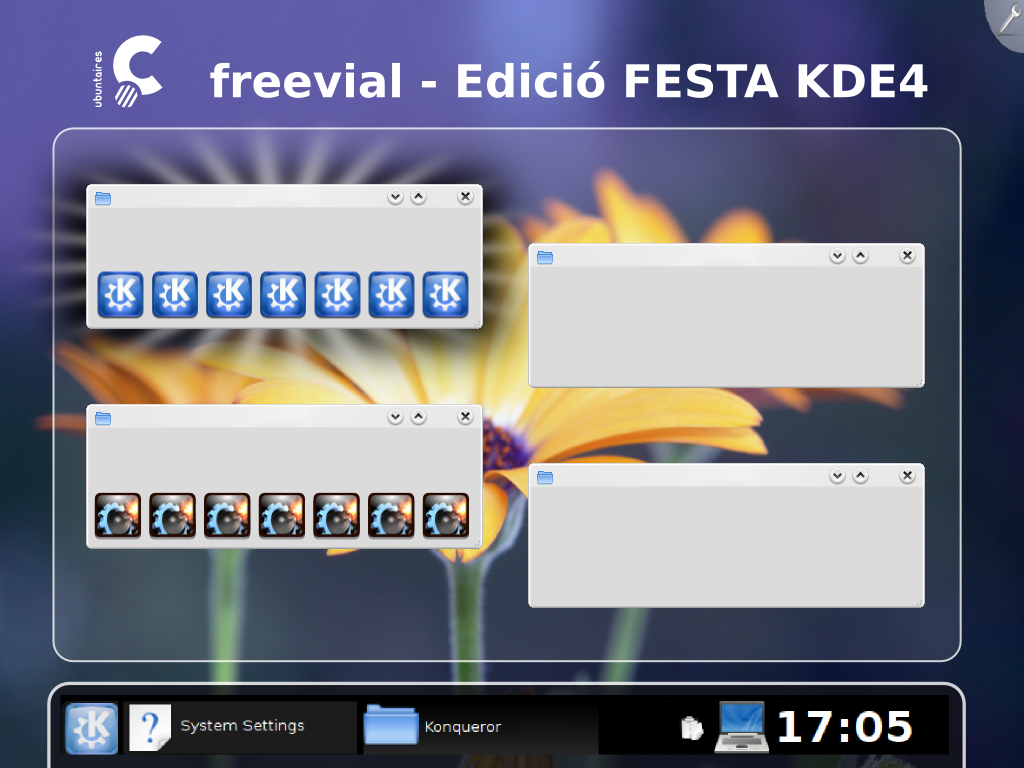 ubuntaires
freevial - Edició FESTA KDE4
System Settings
Konqueror
17:05